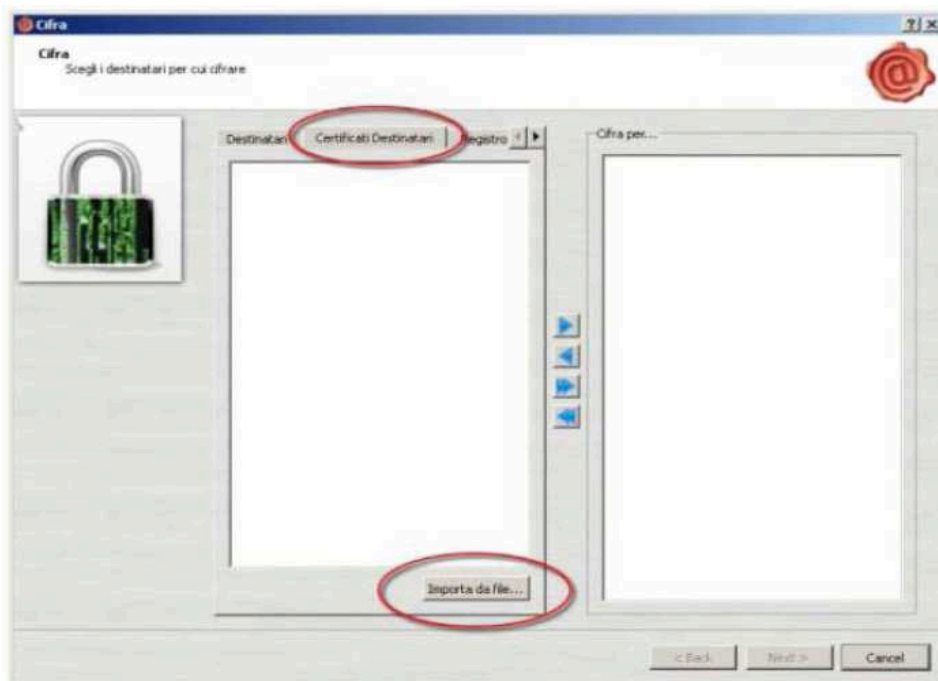 Cifra
Cifra
Scegli i destinatari per cui cifrare
Destinatari
Certificati Destinatari
Registro
Cifra per...
Importa da file...
< Back
Next >
Cancel